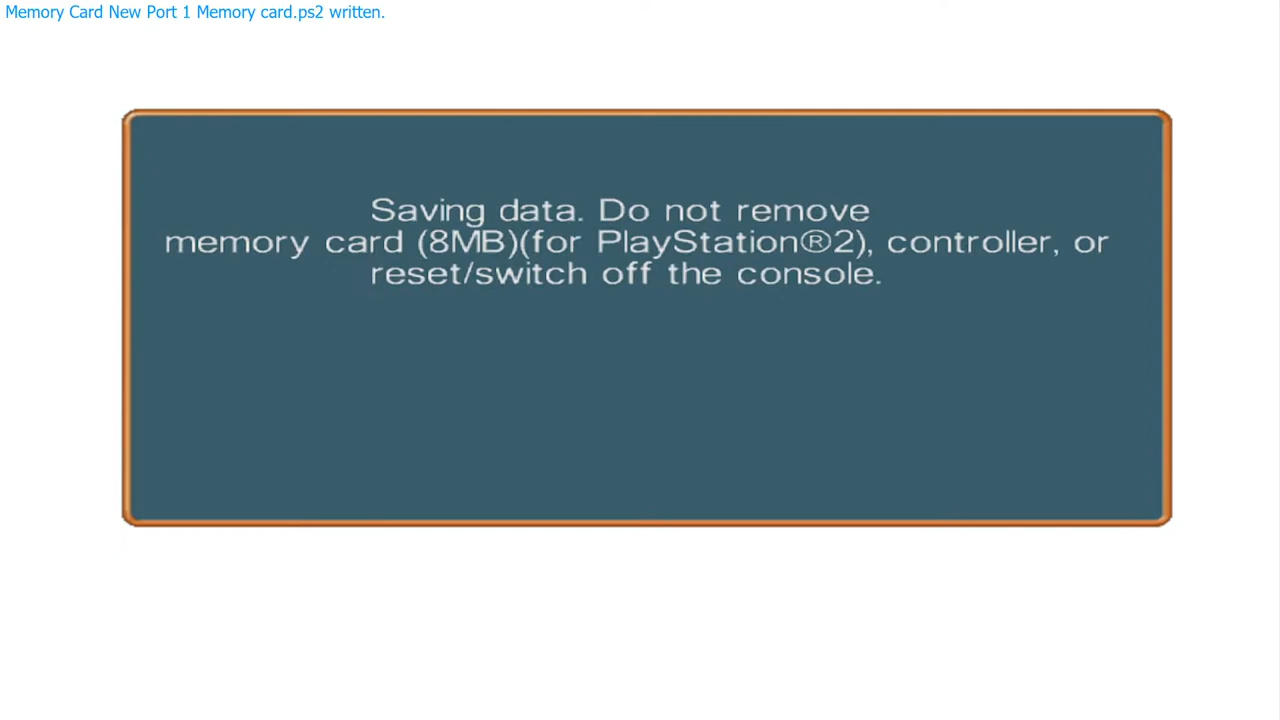 Memory Card New Port 1 Memory card.ps2 written.
Saving data. Do not remove
memory card (8MB)(for PlayStation®2), controller, or
reset/switch off the console.